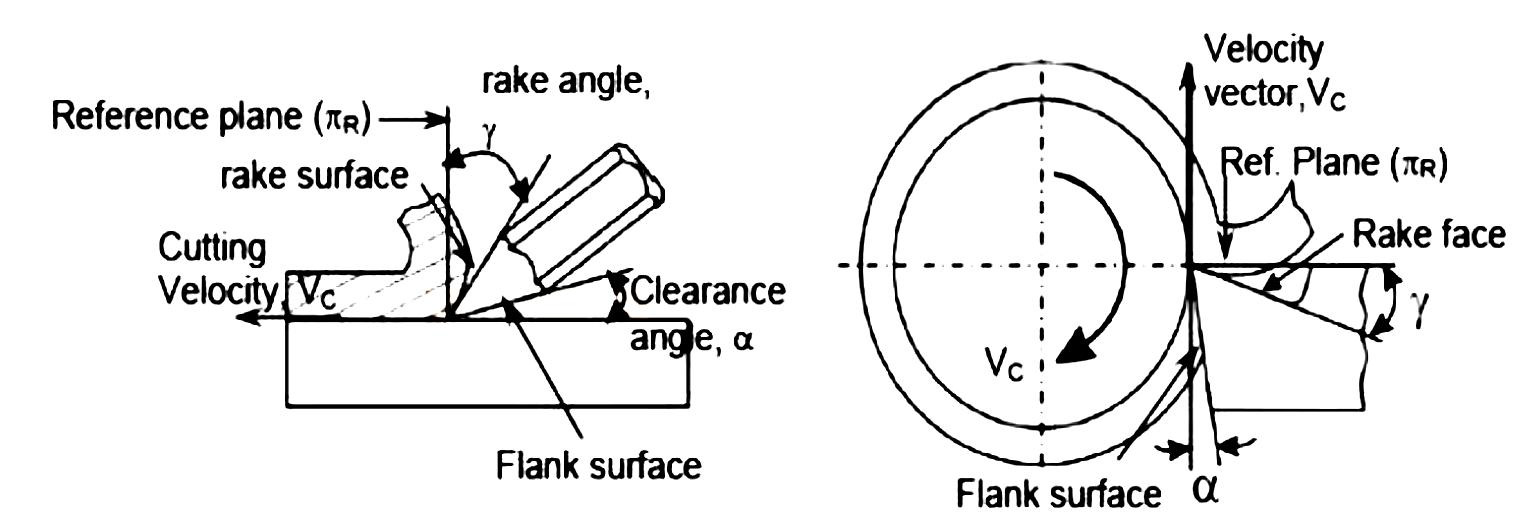 rake angle,
Reference plane (πR)
γ
rake surface
Cutting
Velocity, VC
Clearance
angle, α
Flank surface
Velocity
vector,VC
Ref. Plane (πR)
Rake face
γ
VC
Flank surface
α